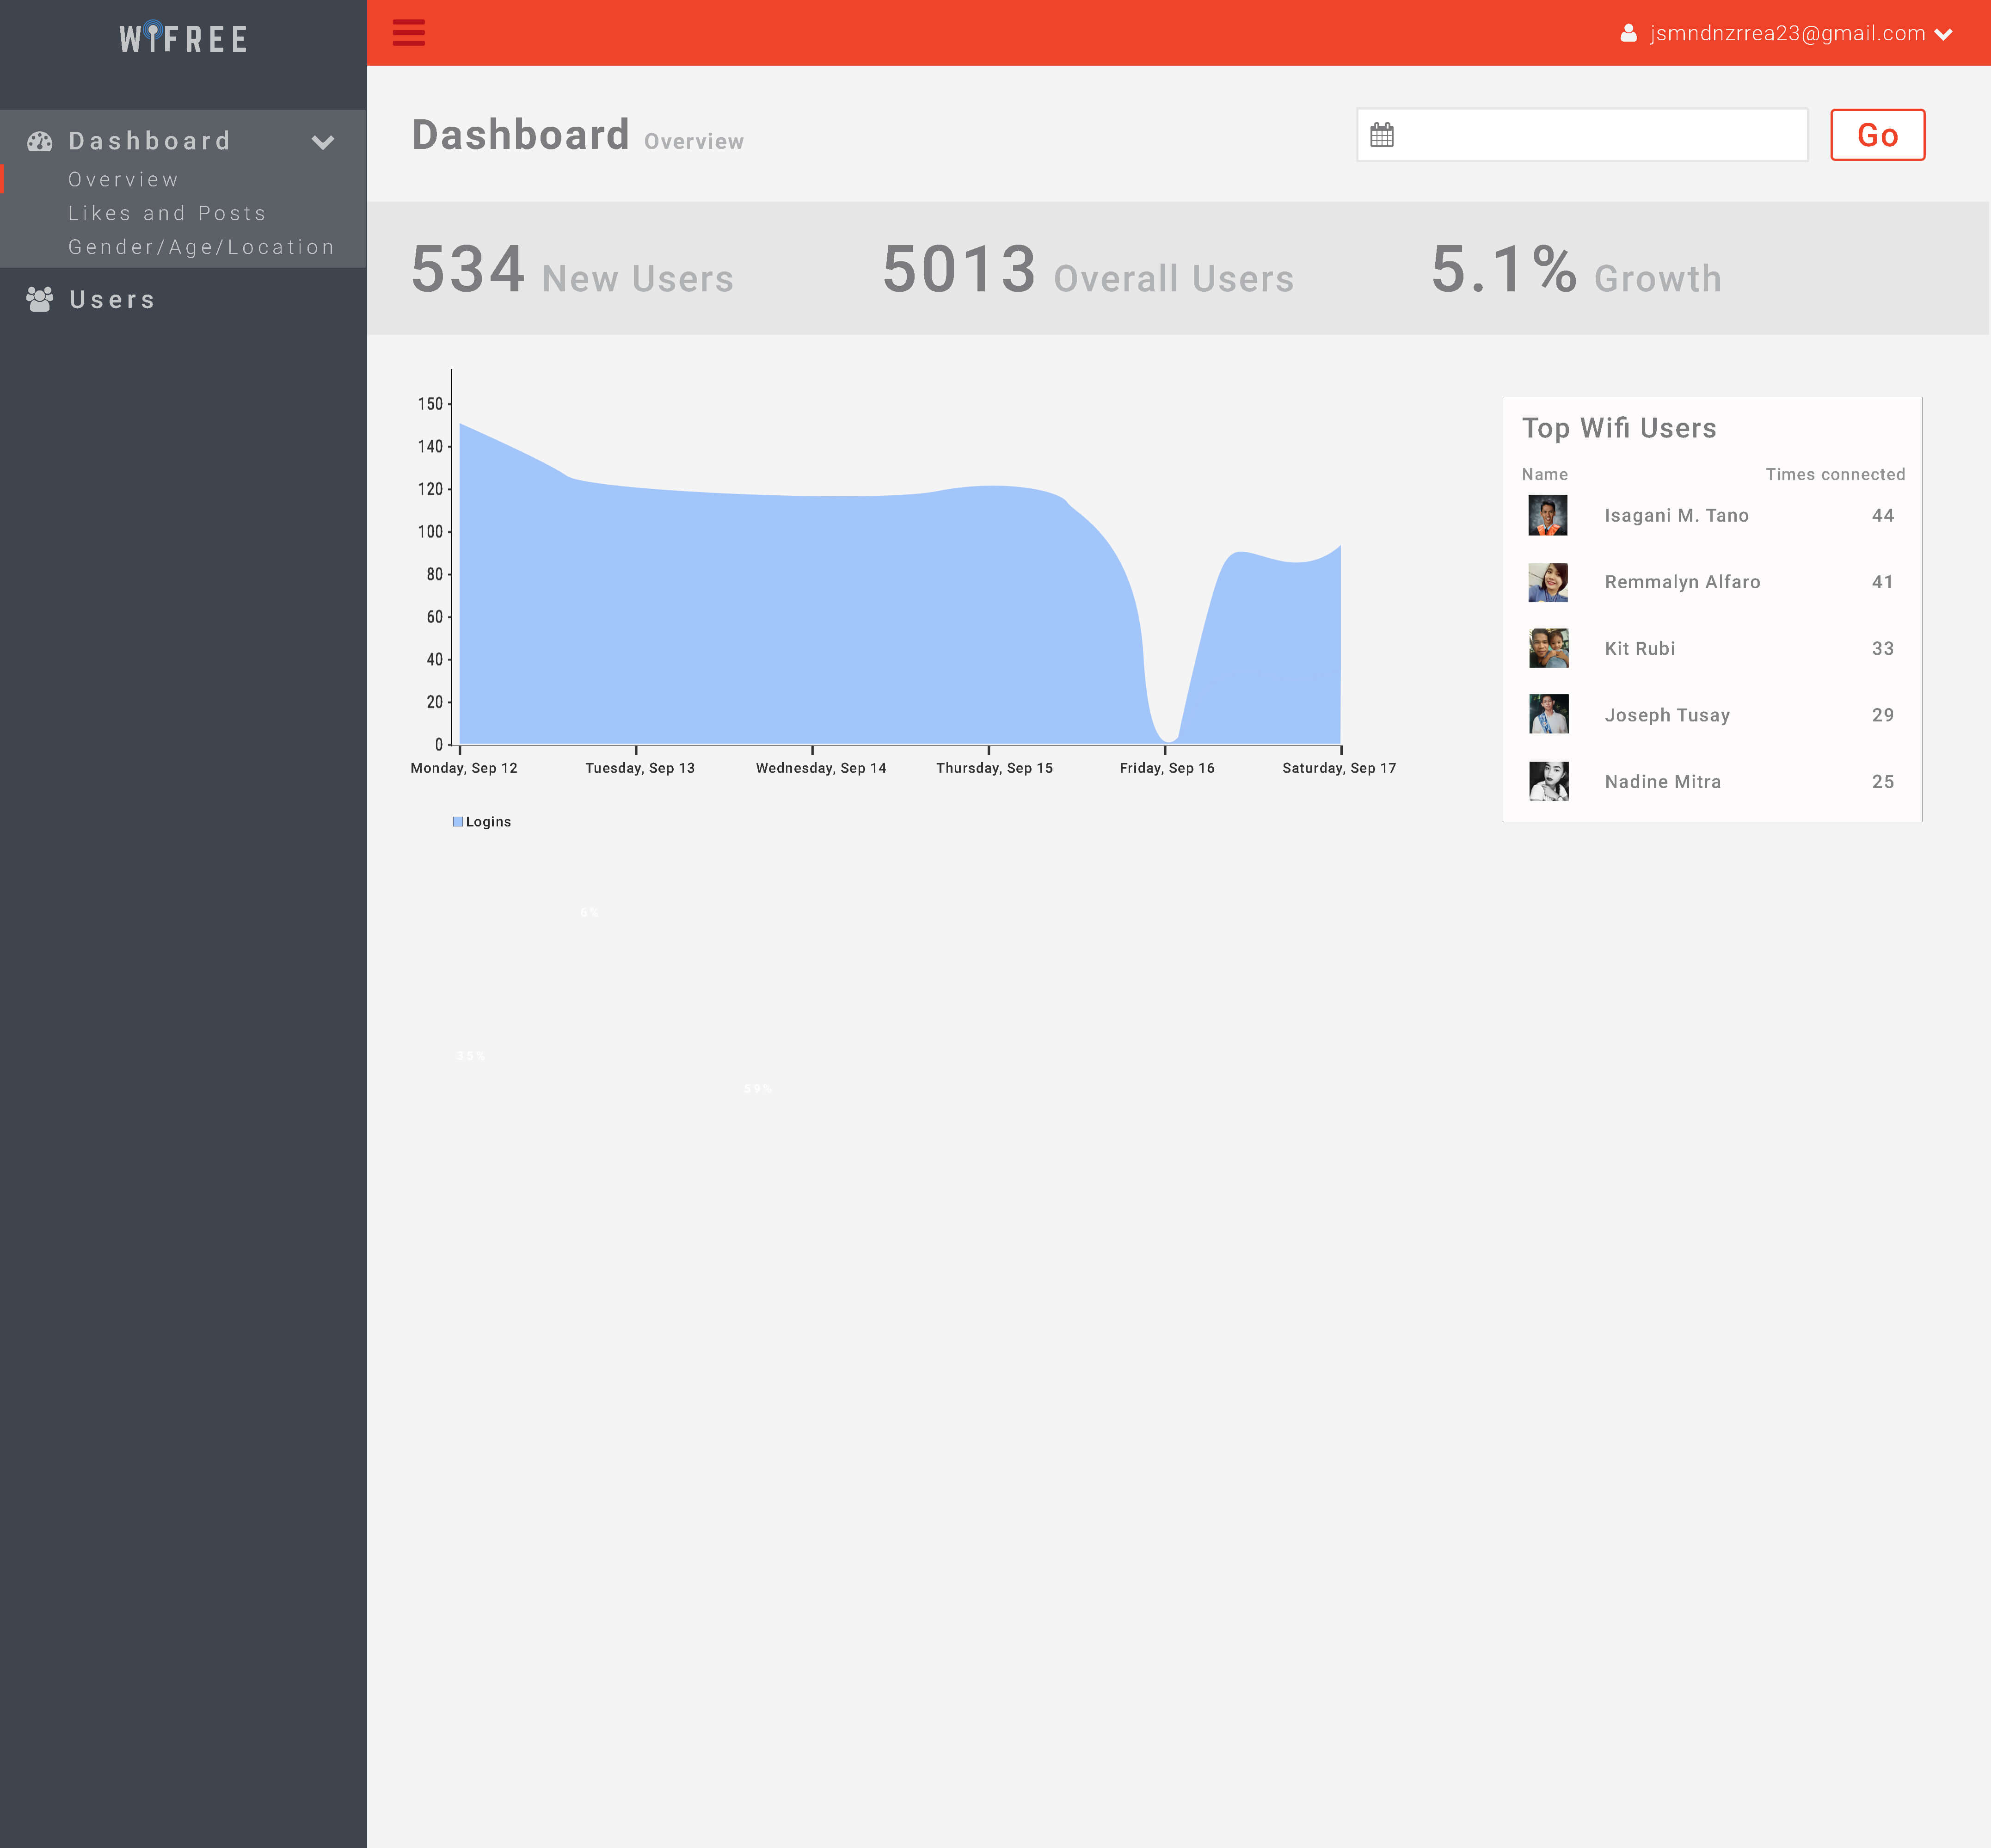 WIFREE
jsmndnzrrea23@gmail.com
Dashboard
Overview
Likes and Posts
Gender/Age/Location
Users
Dashboard Overview
Go
534 New Users
5013 Overall Users
5.1% Growth
150
140
120
100
80
60
40
20
0
Monday, Sep 12
Tuesday, Sep 13
Wednesday, Sep 14
Thursday, Sep 15
Friday, Sep 16
Saturday, Sep 17
Logins
Top Wifi Users
Name Times connected
Isagani M. Tano 44
Remmalyn Alfaro 41
Kit Rubi 33
Joseph Tusay 29
Nadine Mitra 25
6%
35%
59%